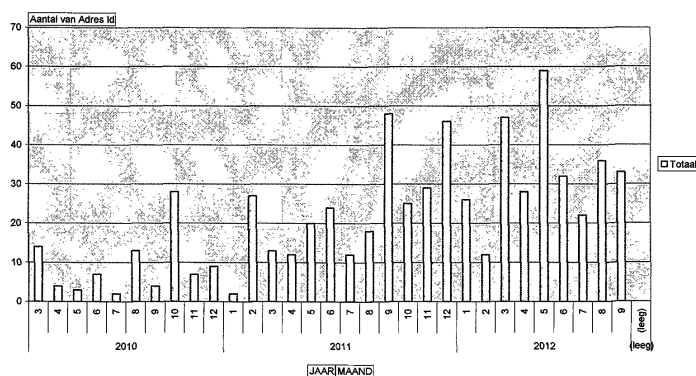 Aantal van Adres Id
70
60
50
40
30
20
10
0
Totaal
3 4 5 6 7 8 9 10 11 12 1 2 3 4 5 6 7 8 9 10 11 12 1 2 3 4 5 6 7 8 9 (leeg)
2010 2011 2012 (leeg)
JAAR MAAND